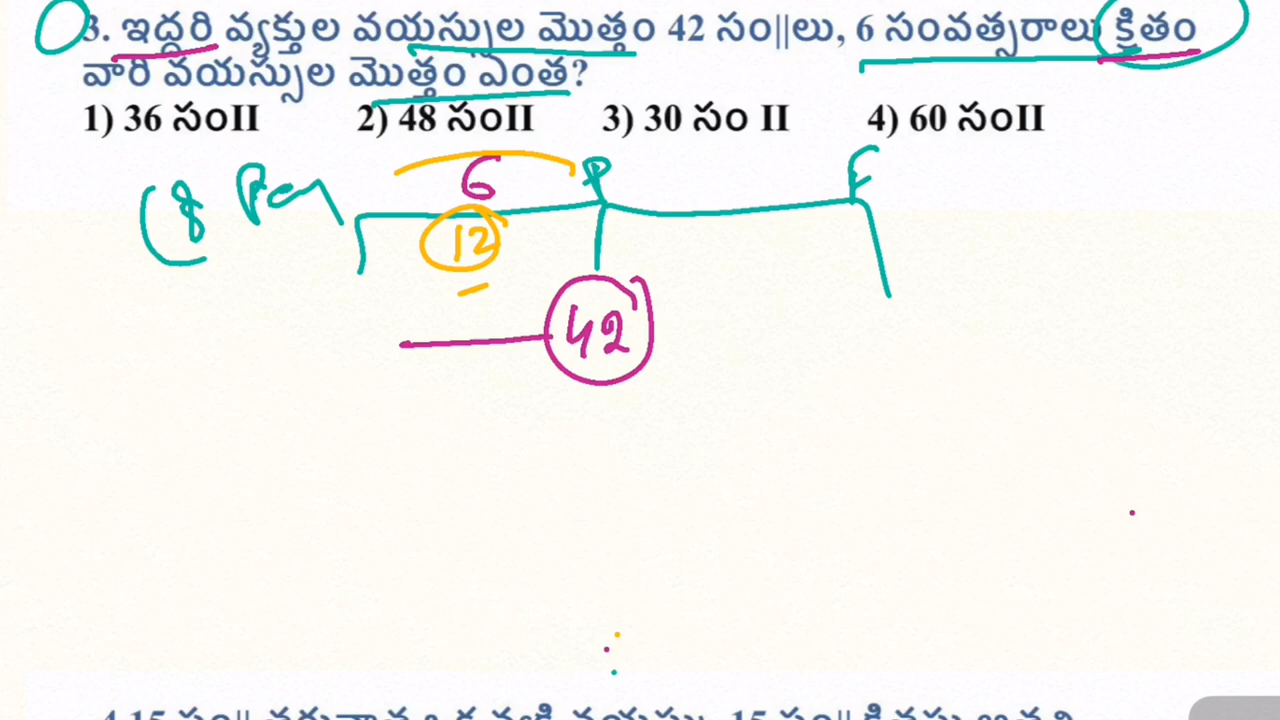 3. ఇద్దరి వ్యక్తుల వయస్సుల మొత్తం 42 సం||లు, 6 సంవత్సరాలు క్రితం
వారి వయస్సుల మొత్తం ఎంత?
1) 36 సంII 2) 48 సంII 3) 30 సం II 4) 60 సంII
6 P F
12
42